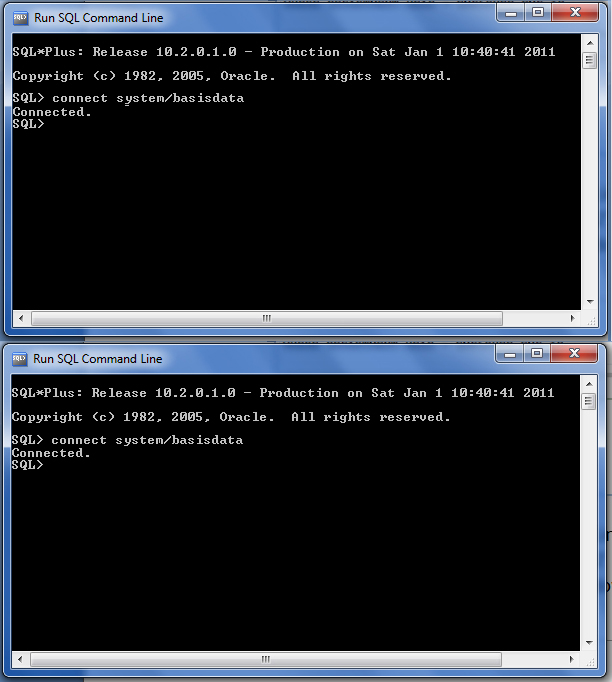 Run SQL Command Line
SQL*Plus: Release 10.2.0.1.0 - Production on Sat Jan 1 10:40:40 2011
Copyright (c) 1982, 2005, Oracle.  All rights reserved.
SQL> connect system/basisdata
Connected.
SQL>
Run SQL Command Line
SQL*Plus: Release 10.2.0.1.0 - Production on Sat Jan 1 10:40:41 2011
Copyright (c) 1982, 2005, Oracle.  All rights reserved.
SQL> connect system/basisdata
Connected.
SQL>